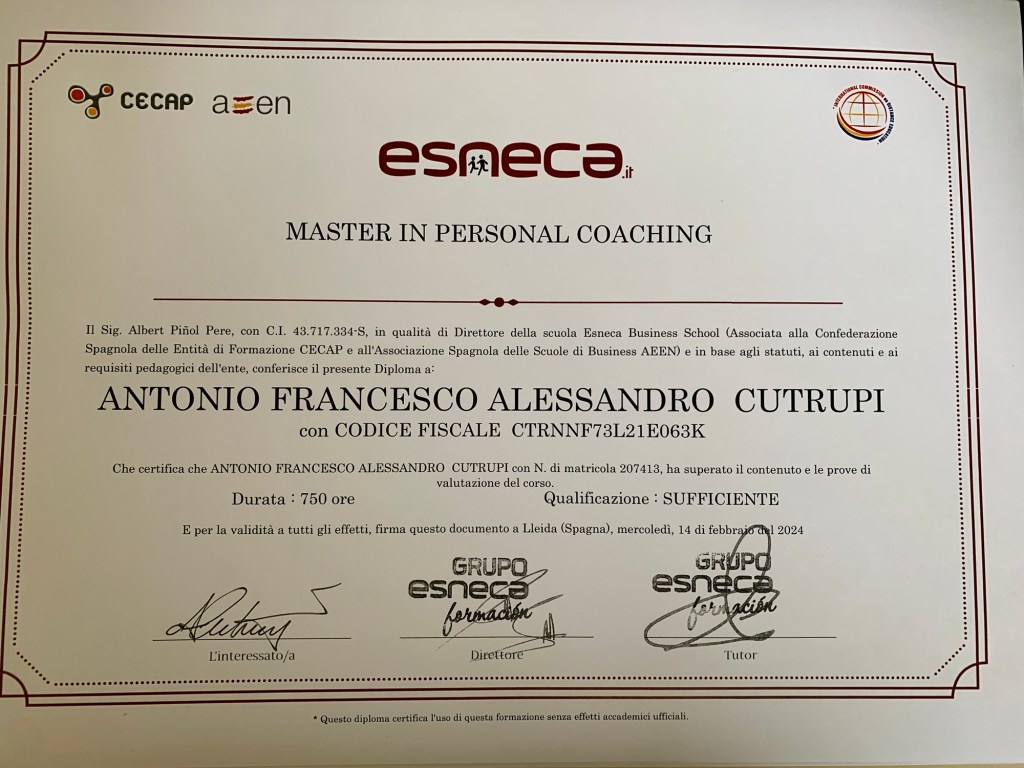 CECAP aeen
INTERNATIONAL COMMISSION on DISTANCE EDUCATION
esneca.it
MASTER IN PERSONAL COACHING
Il Sig. Albert Piñol Pere, con C.I. 43.717.334-S, in qualità di Direttore della scuola Esneca Business School (Associata alla Confederazione
Spagnola delle Entità di Formazione CECAP e all'Associazione Spagnola delle Scuole di Business AEEN) e in base agli statuti, ai contenuti e ai
requisiti pedagogici dell'ente, conferisce il presente Diploma a:
ANTONIO FRANCESCO ALESSANDRO CUTRUPI
con CODICE FISCALE CTRNNF73L21E063K
Che certifica che ANTONIO FRANCESCO ALESSANDRO CUTRUPI con N. di matricola 207413, ha superato il contenuto e le prove di
valutazione del corso.
Durata : 750 ore Qualificazione : SUFFICIENTE
E per la validità a tutti gli effetti, firma questo documento a Lleida (Spagna), mercoledì, 14 di febbraio del 2024
GRUPO GRUPO
esneca esneca
formación formación
L'interessato/a Direttore Tutor
* Questo diploma certifica l'uso di questa formazione senza effetti accademici ufficiali.